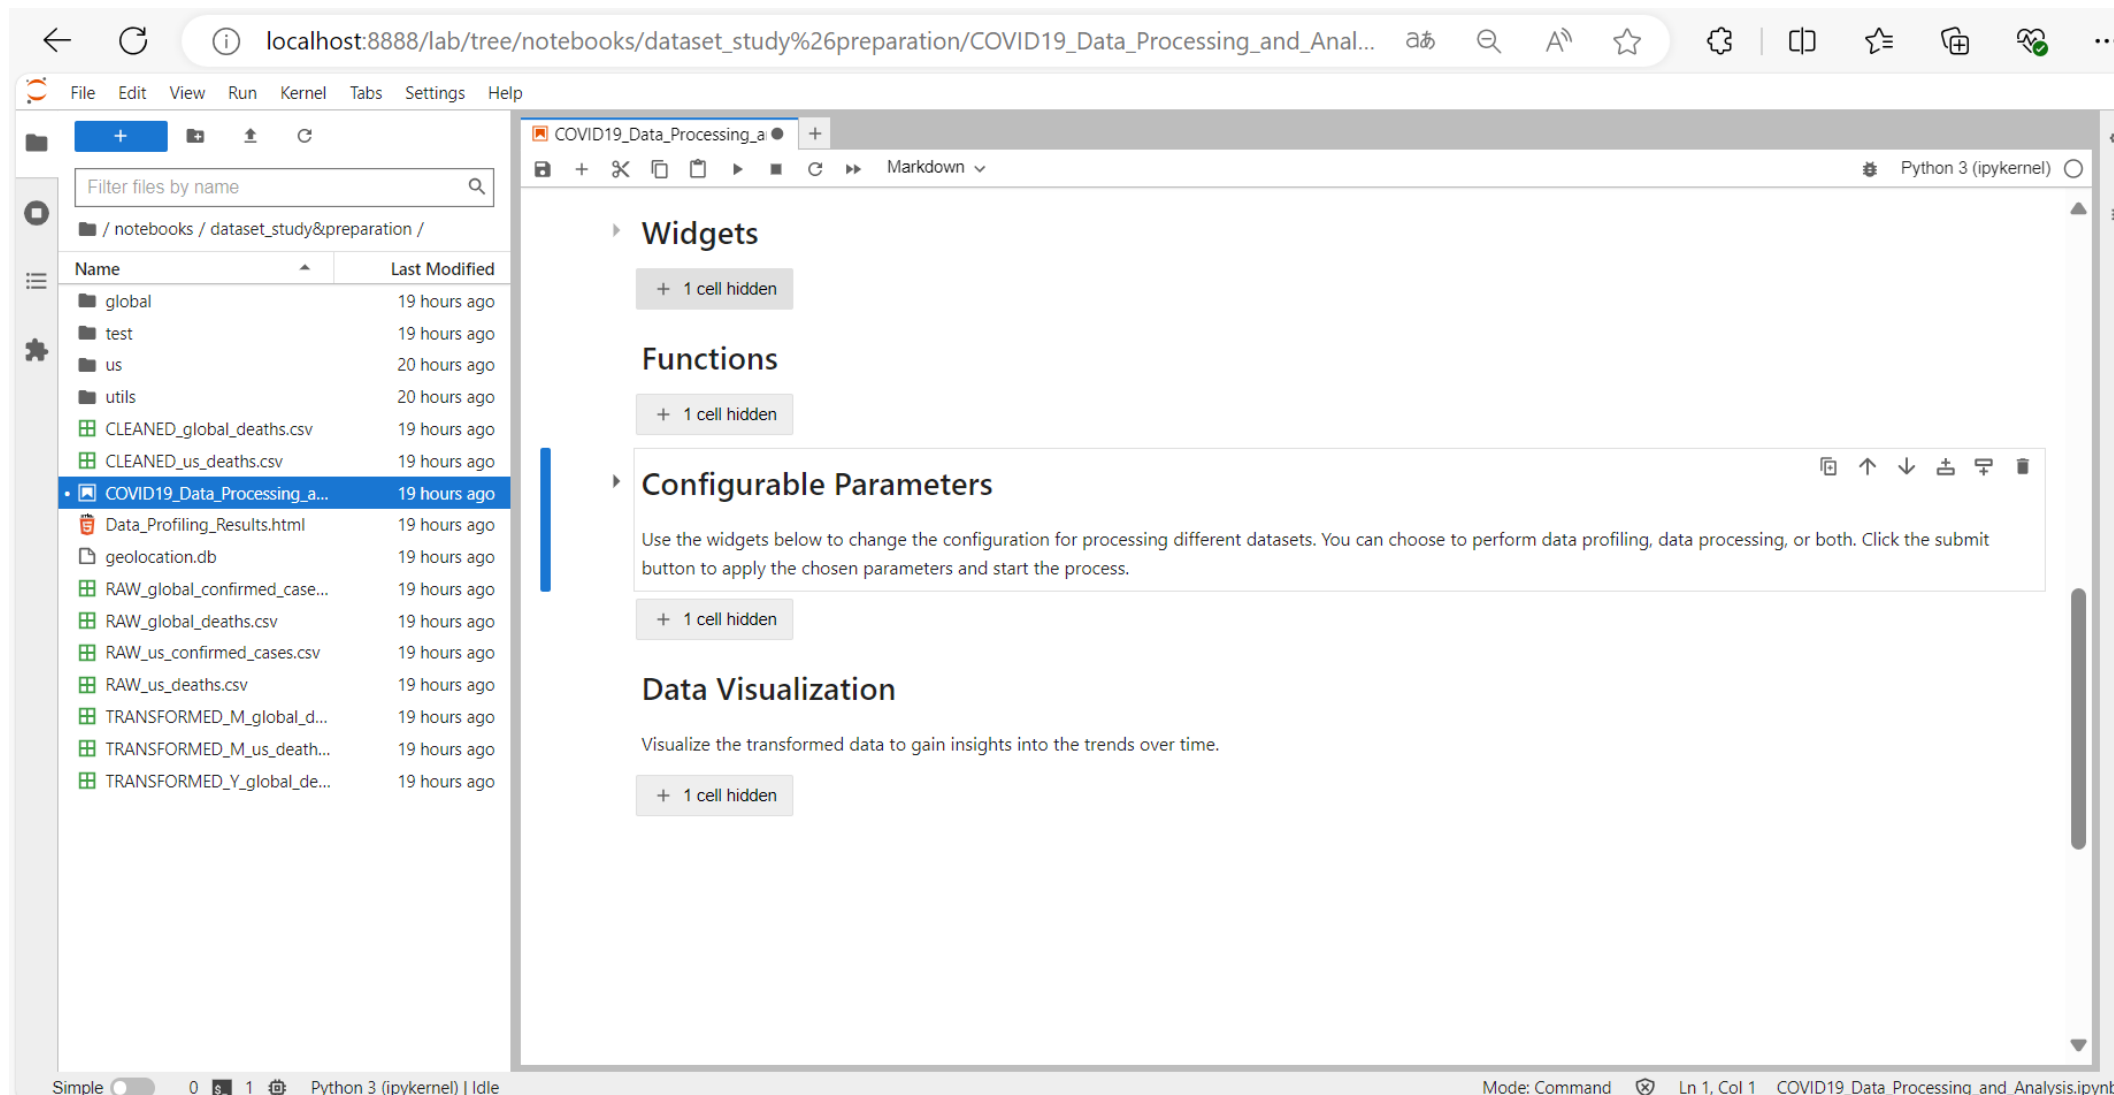 localhost:8888/lab/tree/notebooks/dataset_study%26preparation/COVID19_Data_Processing_and_Anal...
File Edit View Run Kernel Tabs Settings Help
Filter files by name
/ notebooks / dataset_study&preparation /
Name Last Modified
global 19 hours ago
test 19 hours ago
us 20 hours ago
utils 20 hours ago
CLEANED_global_deaths.csv 19 hours ago
CLEANED_us_deaths.csv 19 hours ago
COVID19_Data_Processing_a... 19 hours ago
Data_Profiling_Results.html 19 hours ago
geolocation.db 19 hours ago
RAW_global_confirmed_case... 19 hours ago
RAW_global_deaths.csv 19 hours ago
RAW_us_confirmed_cases.csv 19 hours ago
RAW_us_deaths.csv 19 hours ago
TRANSFORMED_M_global_d... 19 hours ago
TRANSFORMED_M_us_death... 19 hours ago
TRANSFORMED_Y_global_de... 19 hours ago
COVID19_Data_Processing_a
Markdown
Python 3 (ipykernel)
Widgets
+ 1 cell hidden
Functions
+ 1 cell hidden
Configurable Parameters
Use the widgets below to change the configuration for processing different datasets. You can choose to perform data profiling, data processing, or both. Click the submit
button to apply the chosen parameters and start the process.
+ 1 cell hidden
Data Visualization
Visualize the transformed data to gain insights into the trends over time.
+ 1 cell hidden
Simple 0 1 Python 3 (ipykernel) | Idle
Mode: Command Ln 1, Col 1 COVID19_Data_Processing_and_Analysis.ipynb